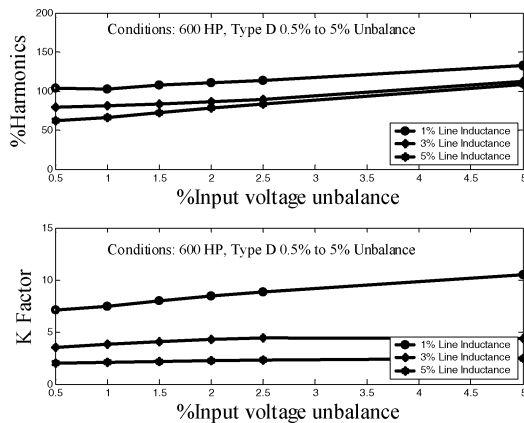 200
Conditions: 600 HP, Type D 0.5% to 5% Unbalance
150
100
50
0
%Harmonics
1% Line Inductance
3% Line Inductance
5% Line Inductance
0.5 1 1.5 2 2.5 3 3.5 4 4.5 5
%Input voltage unbalance
15
Conditions: 600 HP, Type D 0.5% to 5% Unbalance
10
5
0
K Factor
1% Line Inductance
3% Line Inductance
5% Line Inductance
0.5 1 1.5 2 2.5 3 3.5 4 4.5 5
%Input voltage unbalance